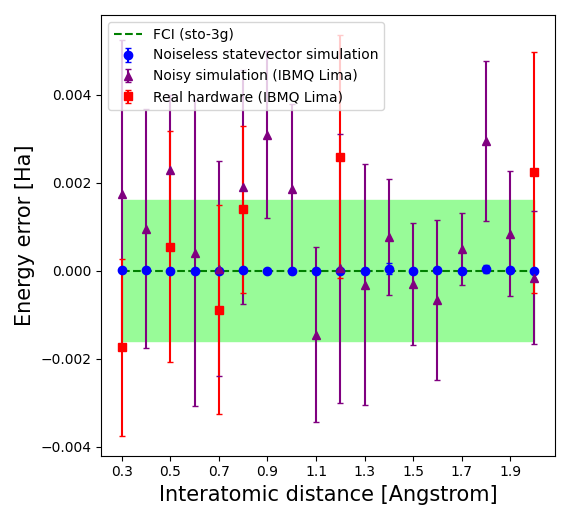 FCI (sto-3g)
Noiseless statevector simulation
Noisy simulation (IBMQ Lima)
Real hardware (IBMQ Lima)
Energy error [Ha]
0.004
0.002
0.000
−0.002
−0.004
0.3 0.5 0.7 0.9 1.1 1.3 1.5 1.7 1.9
Interatomic distance [Angstrom]